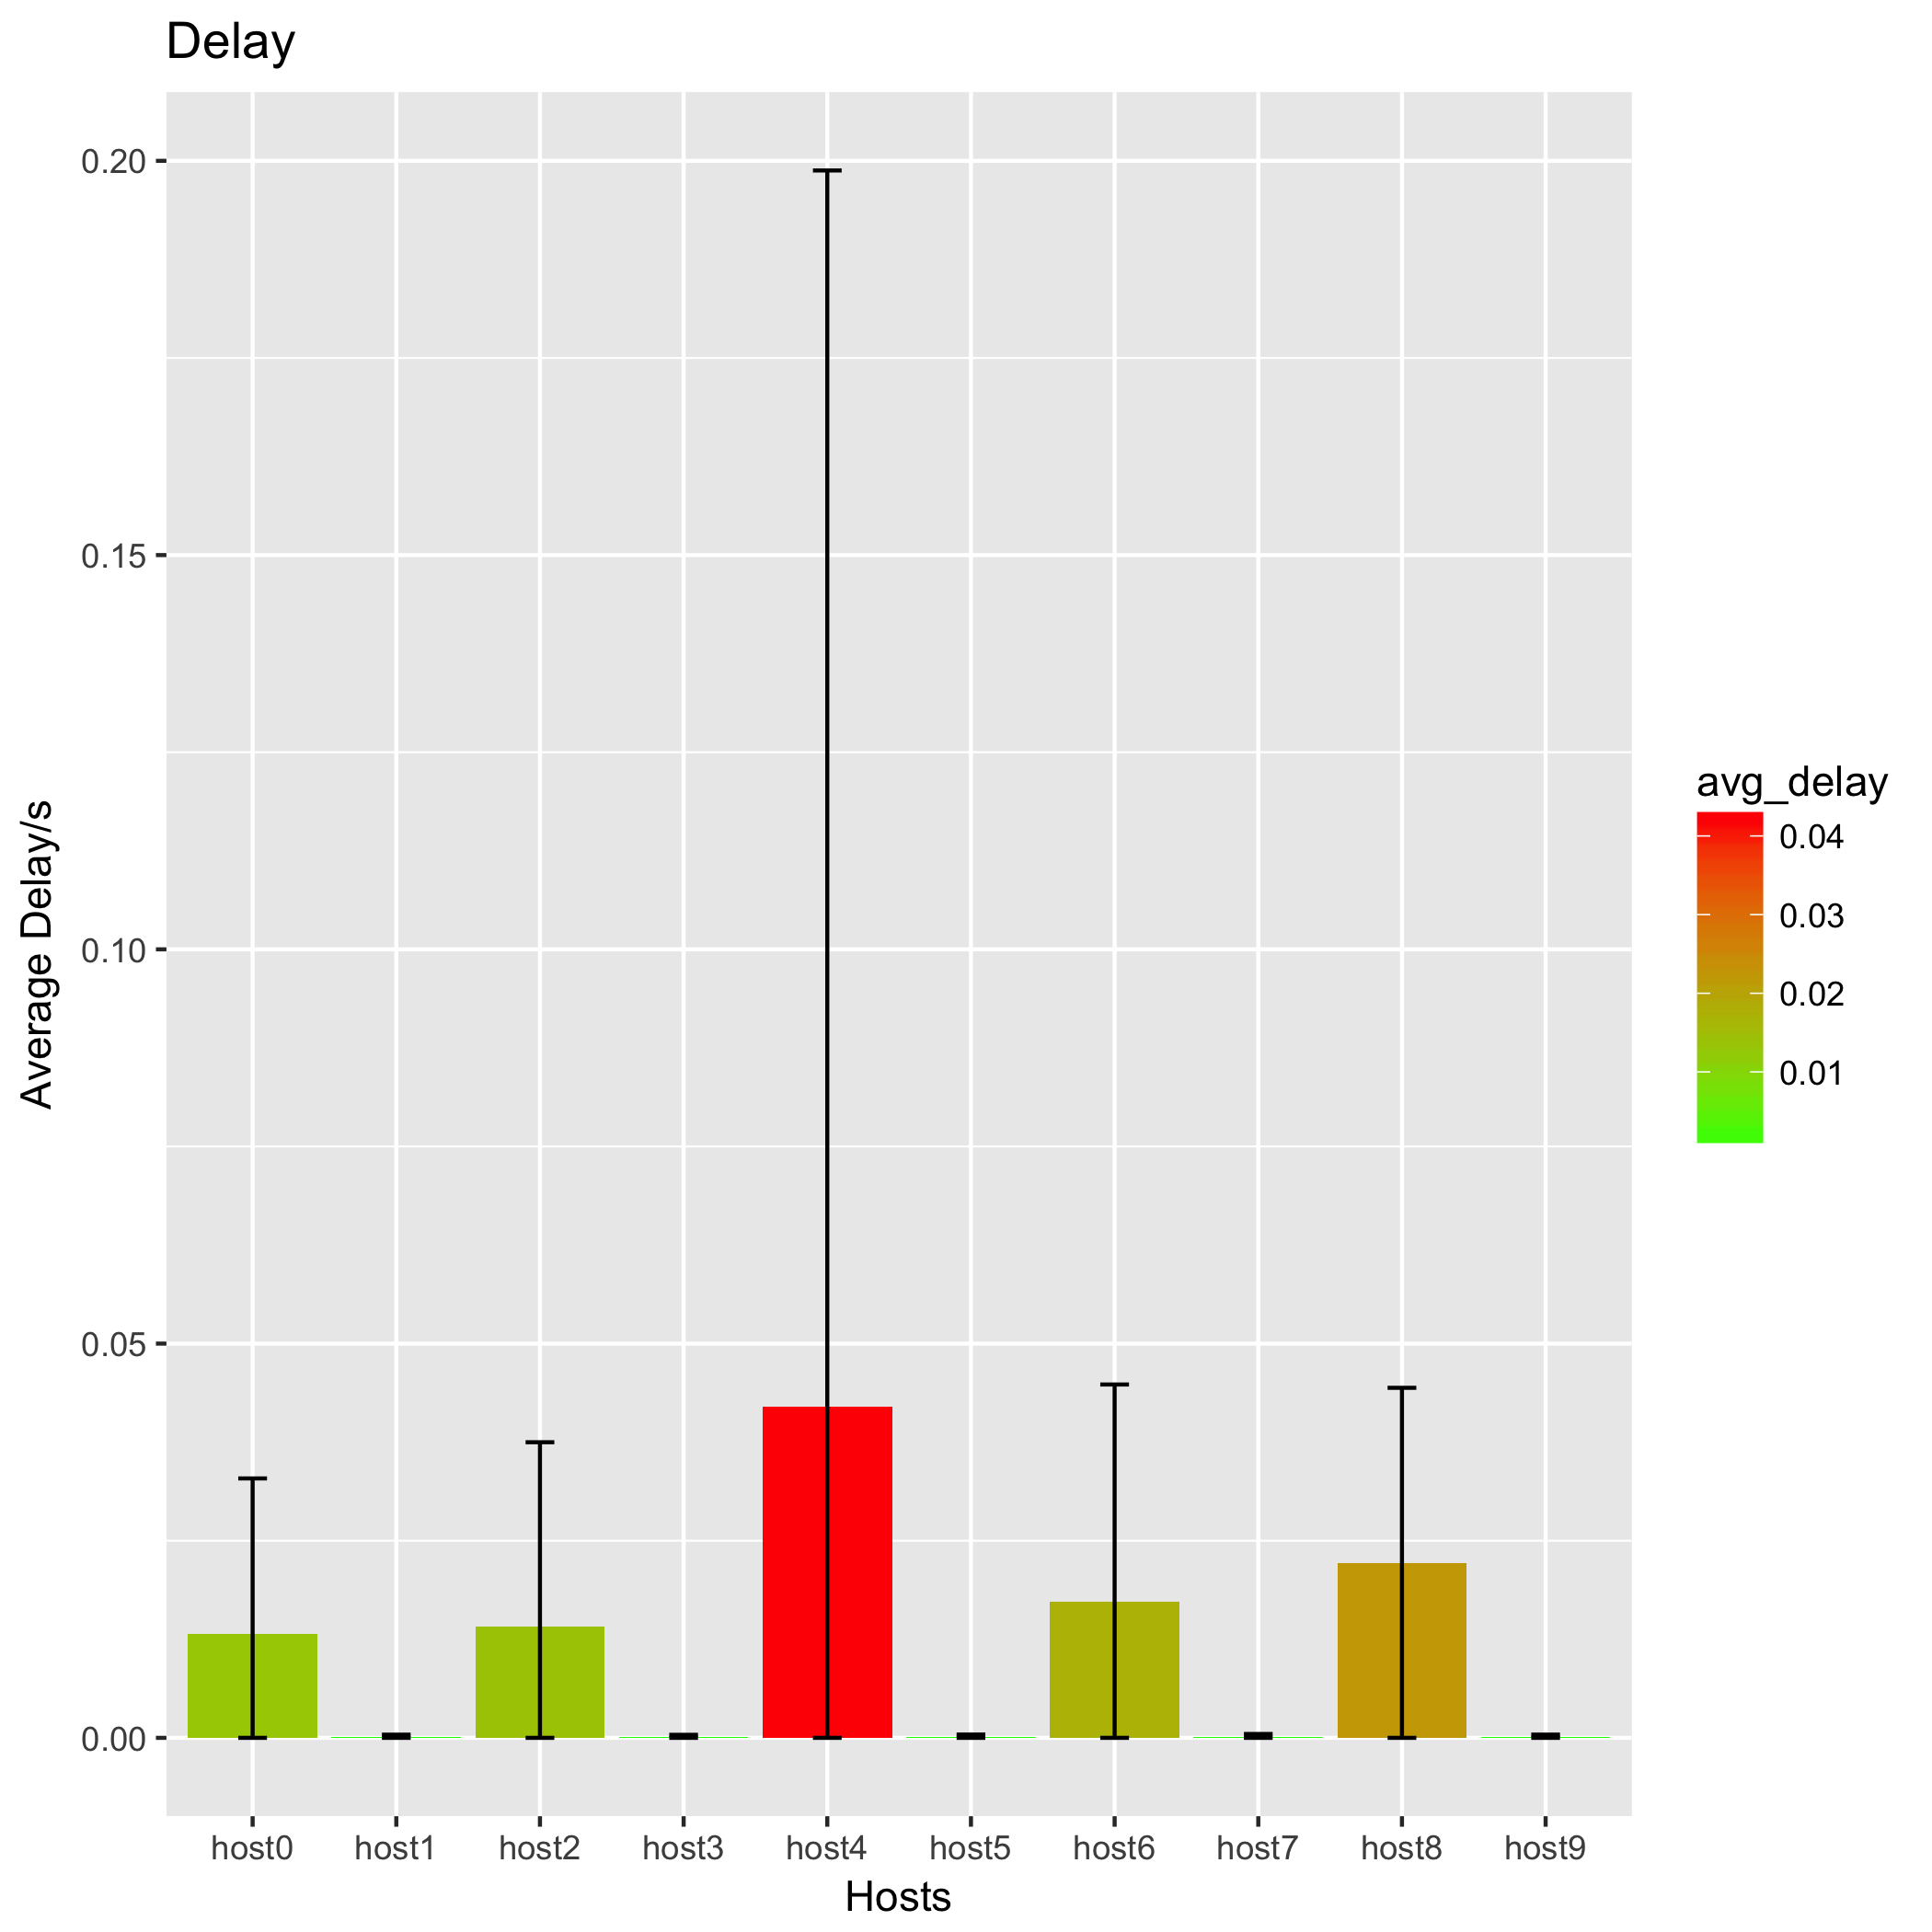 Delay
0.20
0.15
0.10
0.05
0.00
Average Delay/s
host0 host1 host2 host3 host4 host5 host6 host7 host8 host9
Hosts
avg_delay
0.04
0.03
0.02
0.01